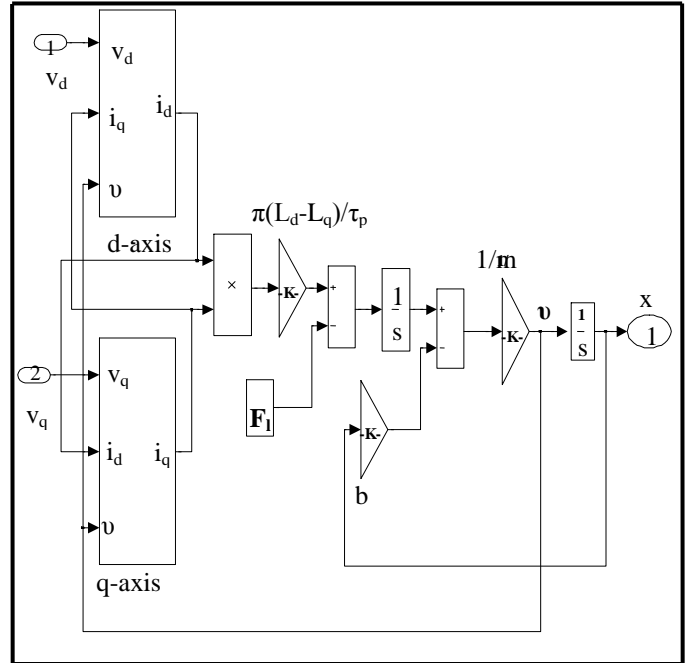 1
v_d
v_d
i_q
i_d
υ
d-axis
π(L_d-L_q)/τ_p
×
-K-
+
−
1
s
+
−
1/m
-K-
υ
1
s
x
1
2
v_q
v_q
i_d
i_q
υ
q-axis
F_l
-K-
b